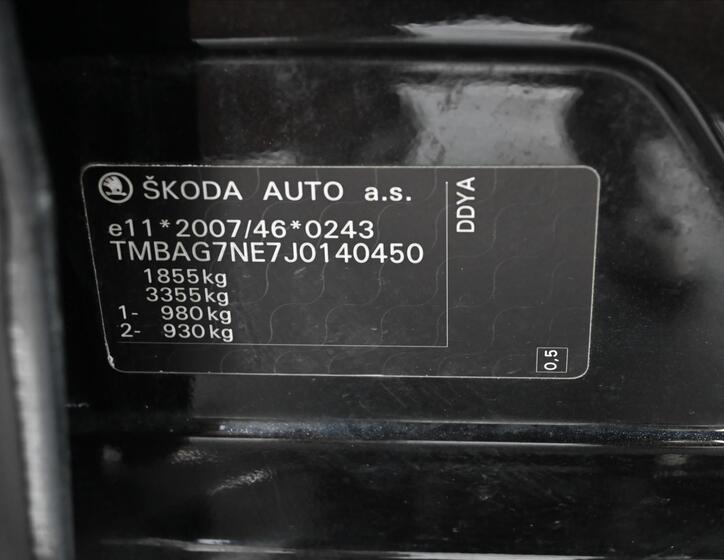 ŠKODA AUTO a.s.
e11*2007/46*0243
TMBAG7NE7J0140450
1855kg
3355kg
1- 980kg
2- 930kg
DDYA
0,5